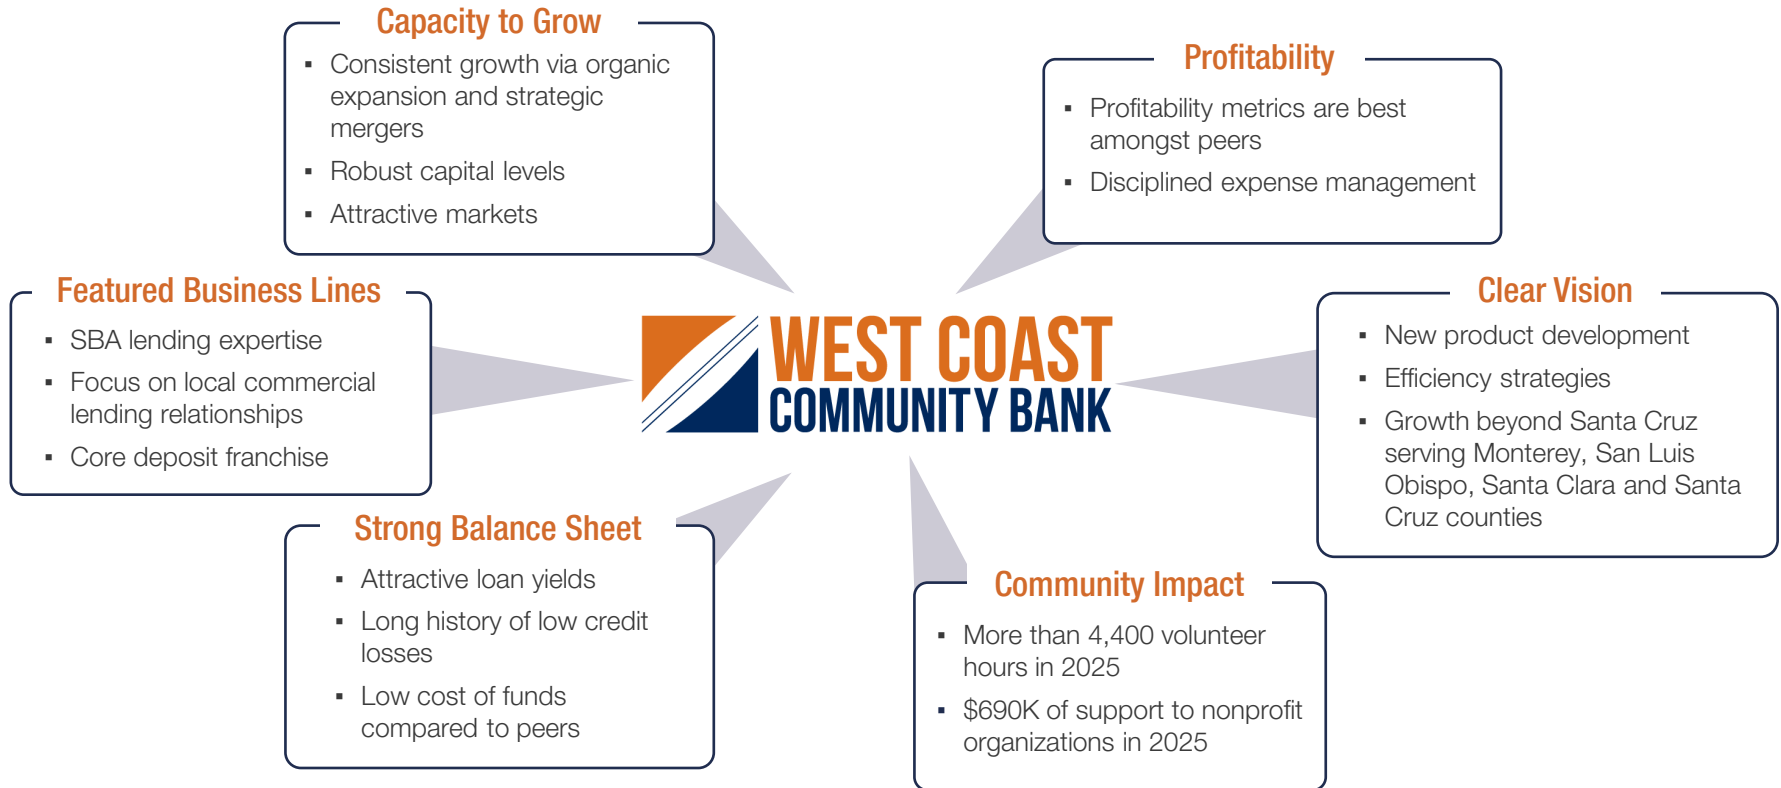 Capacity to Grow
▪ Consistent growth via organic
expansion and strategic
mergers
▪ Robust capital levels
▪ Attractive markets
Profitability
▪ Profitability metrics are best
amongst peers
▪ Disciplined expense management
Featured Business Lines
▪ SBA lending expertise
▪ Focus on local commercial
lending relationships
▪ Core deposit franchise
WEST COAST
COMMUNITY BANK
Clear Vision
▪ New product development
▪ Efficiency strategies
▪ Growth beyond Santa Cruz
serving Monterey, San Luis
Obispo, Santa Clara and Santa
Cruz counties
Strong Balance Sheet
▪ Attractive loan yields
▪ Long history of low credit
losses
▪ Low cost of funds
compared to peers
Community Impact
▪ More than 4,400 volunteer
hours in 2025
▪ $690K of support to nonprofit
organizations in 2025